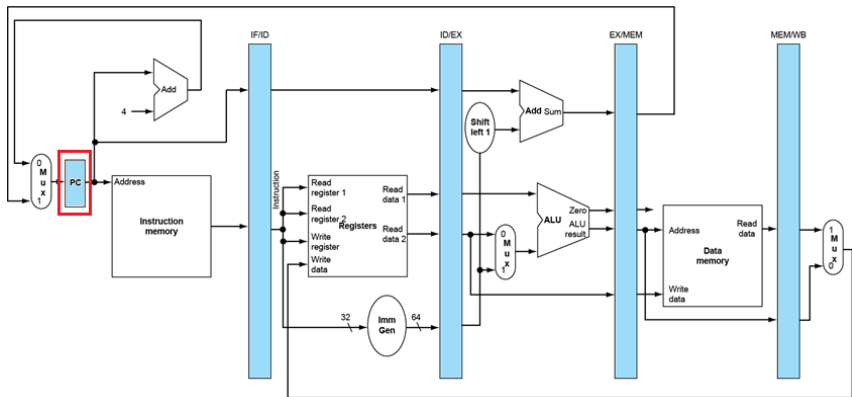 IF/ID
ID/EX
EX/MEM
MEM/WB
Add
4
Add Sum
Shift
left 1
0
M
u
x
1
PC
Address
Instruction
memory
Instruction
Read
register 1
Read
register 2
Write
register
Write
data
Registers
Read
data 1
Read
data 2
0
M
u
x
1
ALU
Zero
ALU
result
Address
Write
data
Read
data
Data
memory
1
M
u
x
0
32
Imm
Gen
64